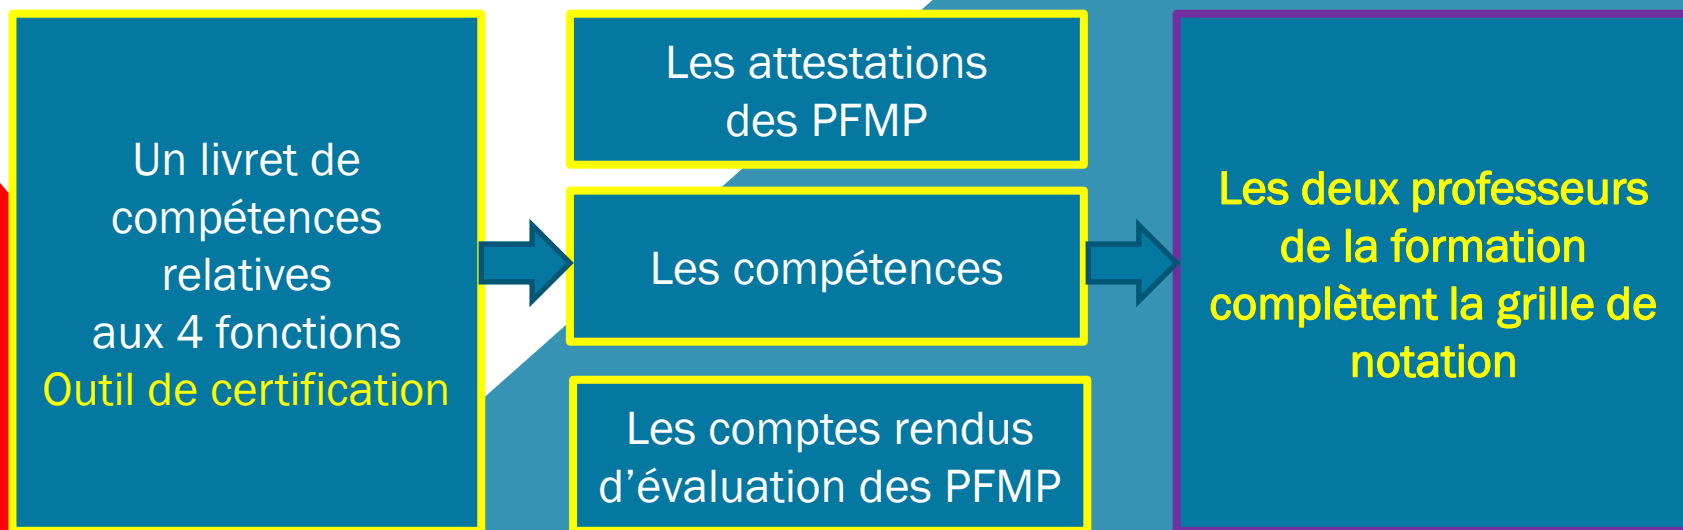 Un livret de
compétences
relatives
aux 4 fonctions
Outil de certification
Les attestations
des PFMP
Les compétences
Les comptes rendus
d’évaluation des PFMP
Les deux professeurs
de la formation
complètent la grille de
notation